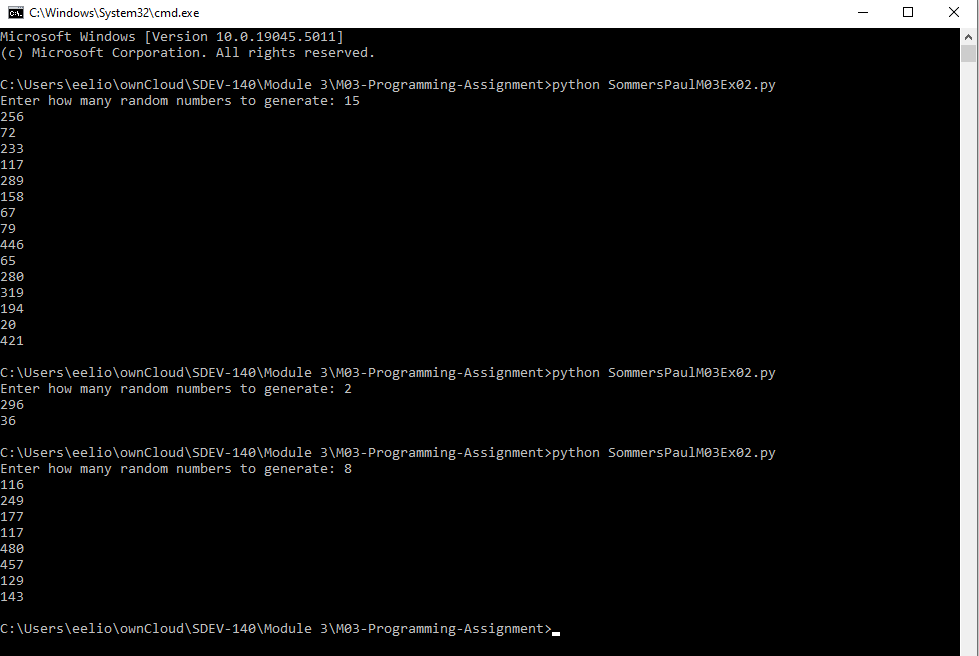 C:\Windows\System32\cmd.exe
Microsoft Windows [Version 10.0.19045.5011]
(c) Microsoft Corporation. All rights reserved.
C:\Users\eelio\ownCloud\SDEV-140\Module 3\M03-Programming-Assignment>python SommersPaulM03Ex02.py
Enter how many random numbers to generate: 15
256
72
233
117
289
158
67
79
446
65
280
319
194
20
421
C:\Users\eelio\ownCloud\SDEV-140\Module 3\M03-Programming-Assignment>python SommersPaulM03Ex02.py
Enter how many random numbers to generate: 2
296
36
C:\Users\eelio\ownCloud\SDEV-140\Module 3\M03-Programming-Assignment>python SommersPaulM03Ex02.py
Enter how many random numbers to generate: 8
116
249
177
117
480
457
129
143
C:\Users\eelio\ownCloud\SDEV-140\Module 3\M03-Programming-Assignment>